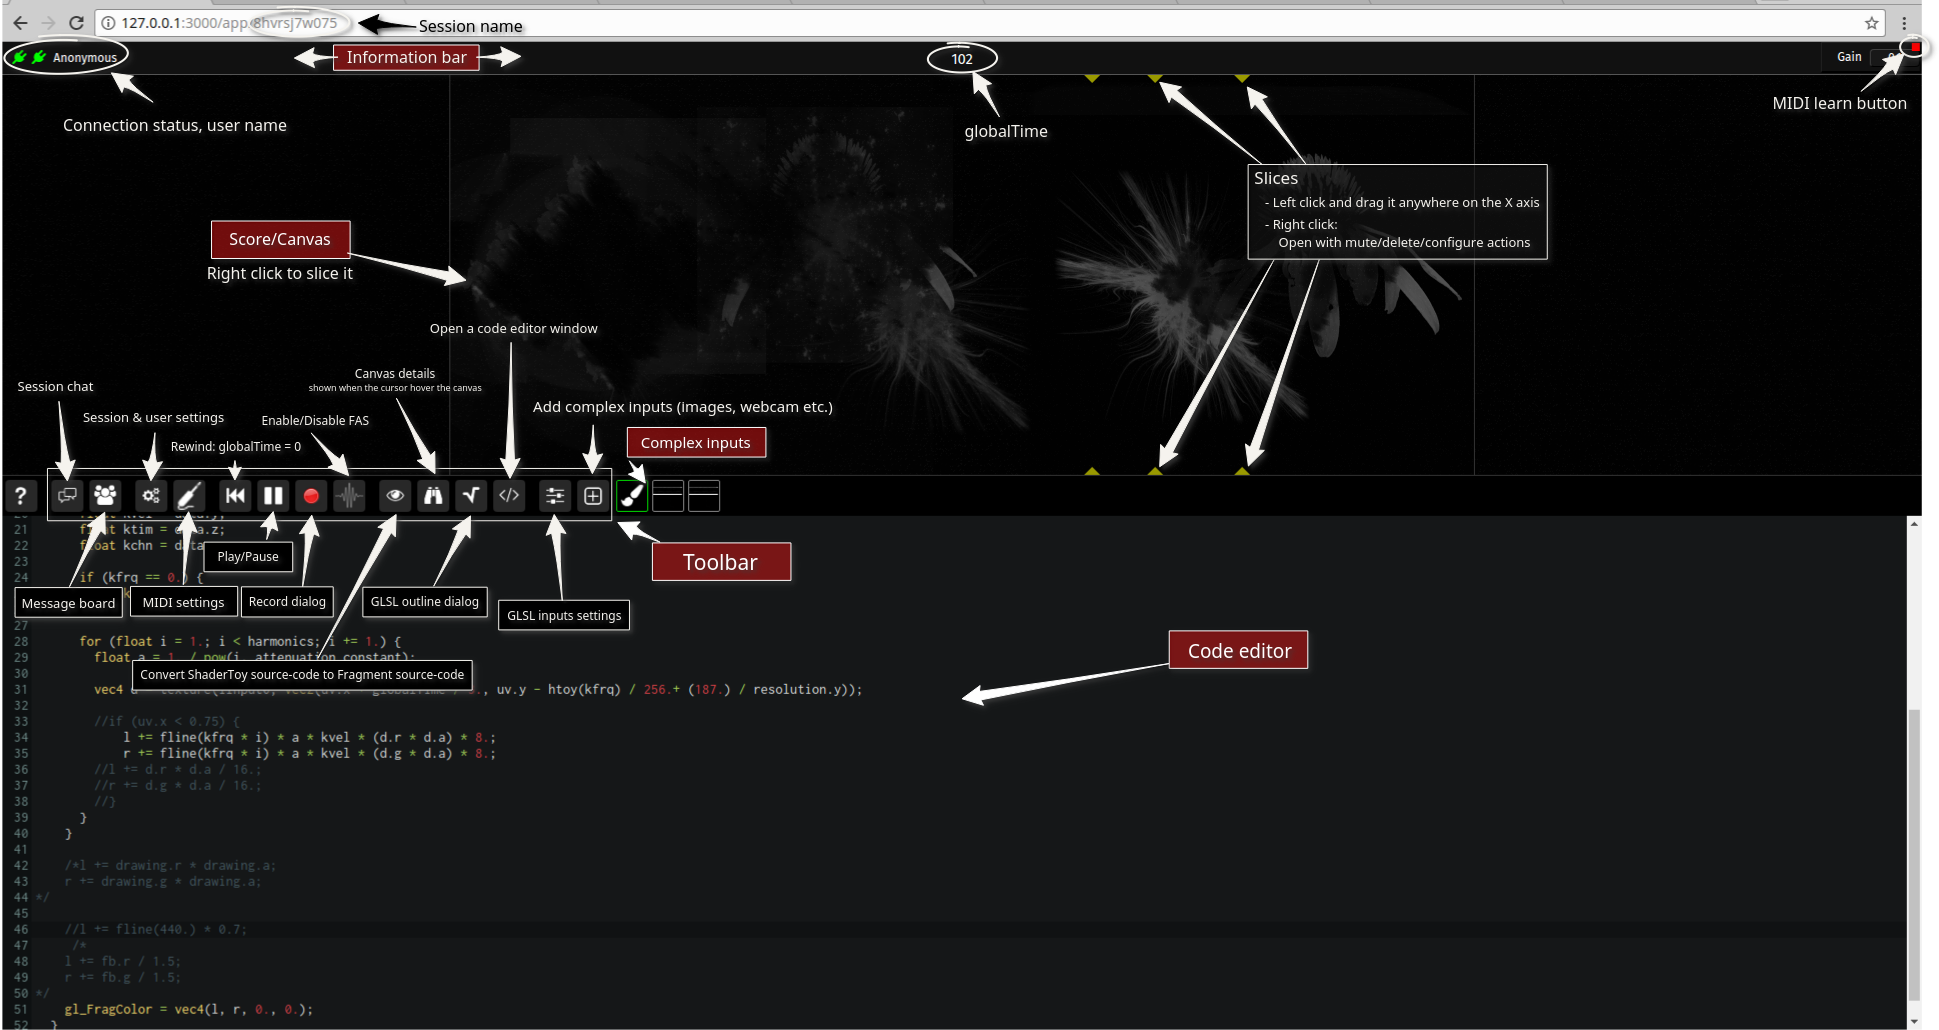 127.0.0.1:3000/app/8hvrsj7w075
Session name
Anonymous
Information bar
102
Gain
Connection status, user name
globalTime
MIDI learn button
Slices
- Left click and drag it anywhere on the X axis
- Right click:
Open with mute/delete/configure actions
Score/Canvas
Right click to slice it
Open a code editor window
Canvas details
shown when the cursor hover the canvas
Session chat
Session & user settings
Enable/Disable FAS
Rewind: globalTime = 0
Add complex inputs (images, webcam etc.)
Complex inputs
?
Toolbar
Play/Pause
Message board
MIDI settings
Record dialog
GLSL outline dialog
GLSL inputs settings
Convert ShaderToy source-code to Fragment source-code
Code editor
21 float ktim = data.z;
22 float kchn = data
23
24 if (kfrq == 0.) {
27
28 for (float i = 1.; i < harmonics; i += 1.) {
29 float a = 1. / pow(i, attenuation_constant);
30
31 vec4 uv.y - htoy(kfrq) / 256.+ (187.) / resolution.y));
32
33 //if (uv.x < 0.75) {
34 l += fline(kfrq * i) * a * kvel * (d.r * d.a) * 8.;
35 r += fline(kfrq * i) * a * kvel * (d.g * d.a) * 8.;
36 //l += d.r * d.a / 16.;
37 //r += d.g * d.a / 16.;
38 //}
39 }
40 }
41
42 /*l += drawing.r * drawing.a;
43 r += drawing.g * drawing.a;
44 */
45
46 //l += fline(440.) * 0.7;
47 /*
48 l += fb.r / 1.5;
49 r += fb.g / 1.5;
50 */
51 gl_FragColor = vec4(l, r, 0., 0.);
52 }